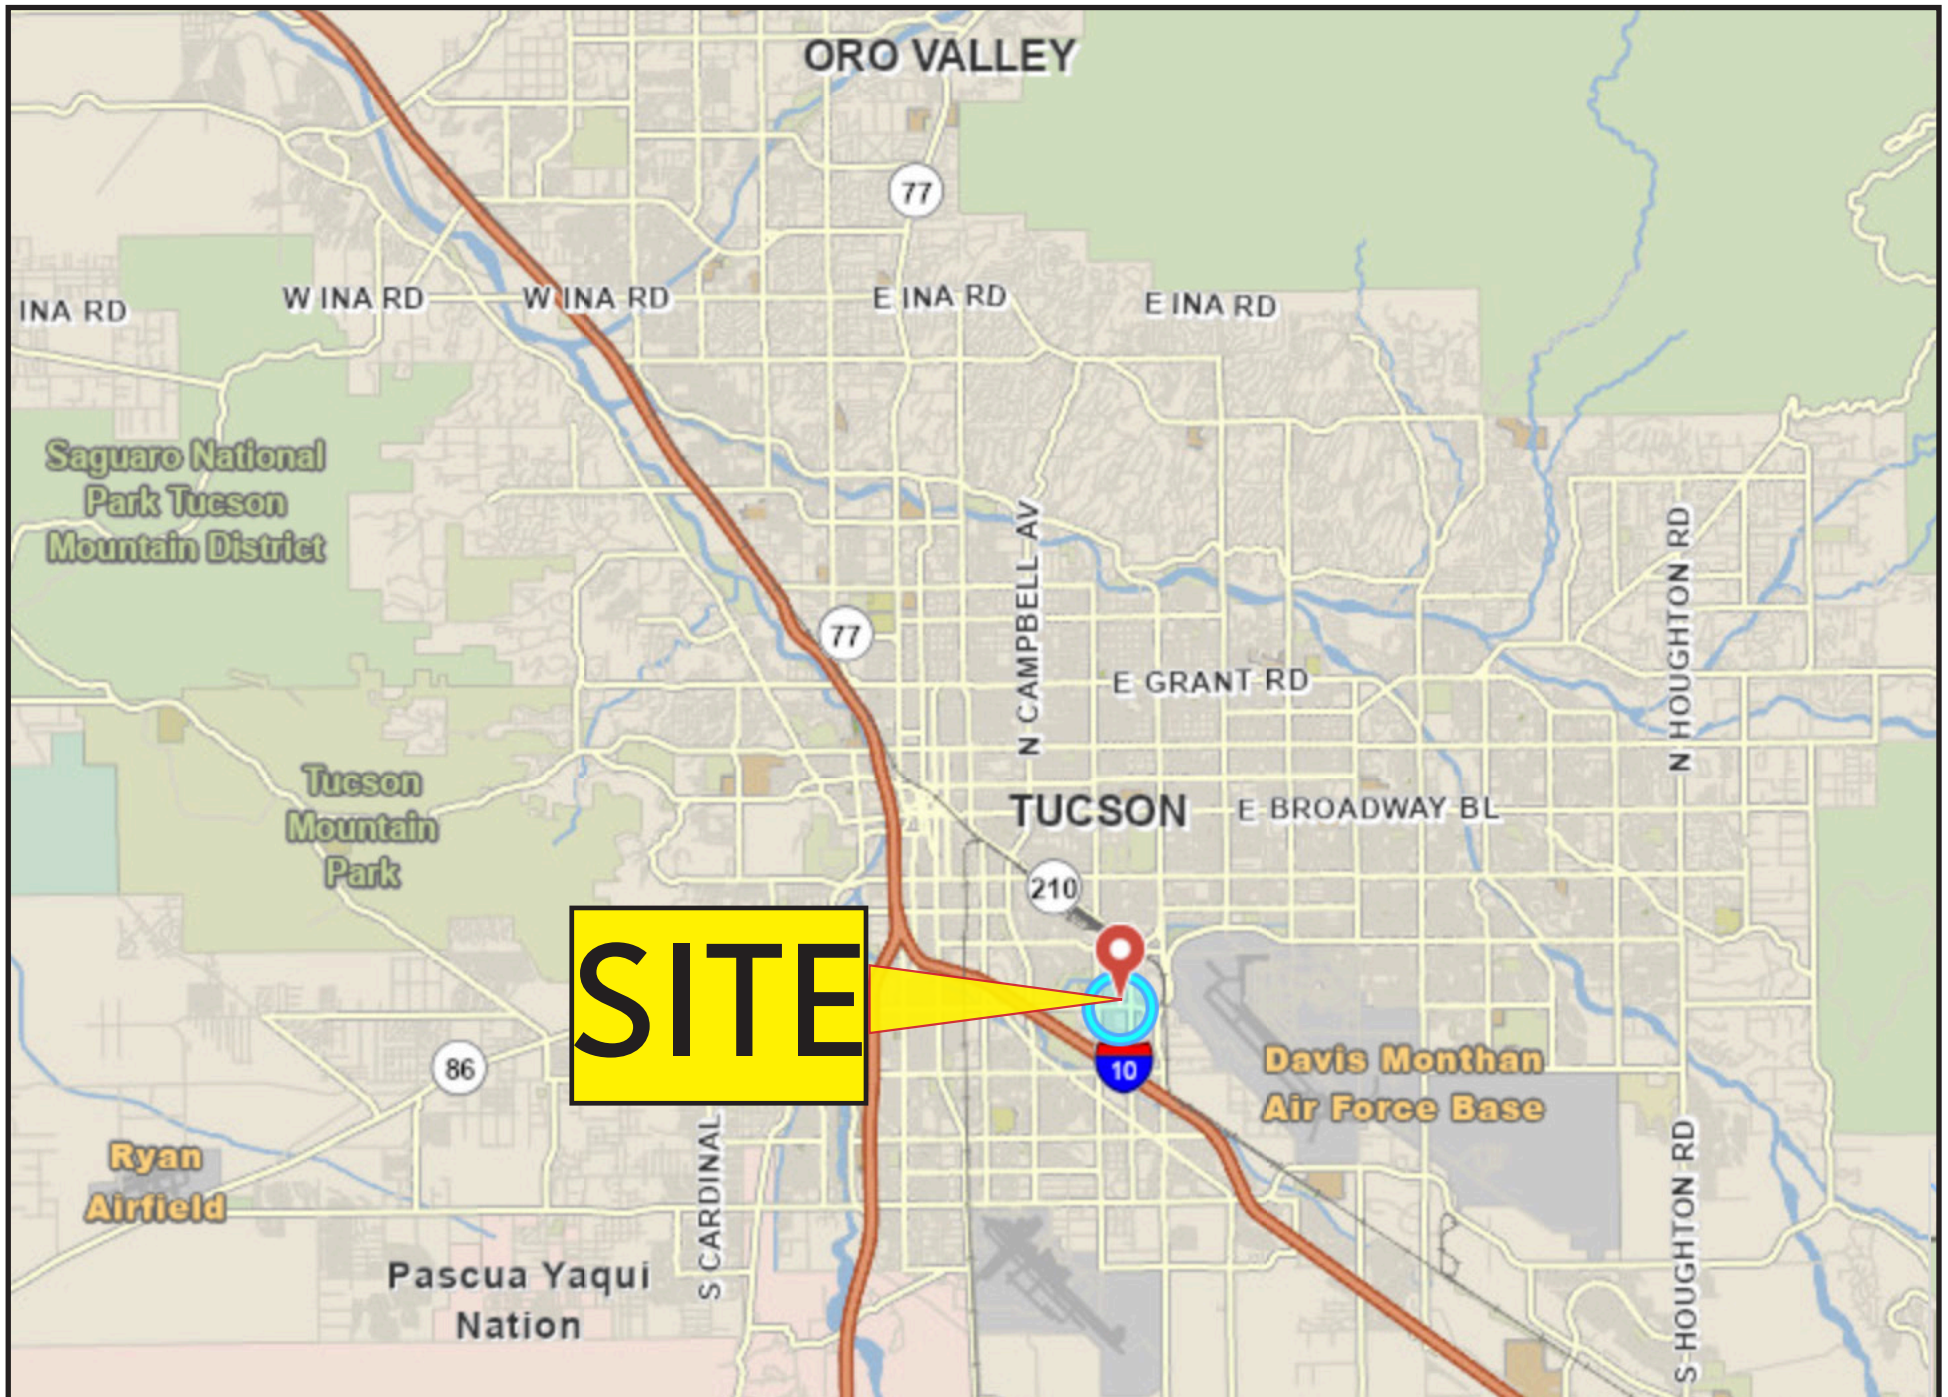 ORO VALLEY
77
INA RD
W INA RD
W INA RD
E INA RD
E INA RD
Saguaro National
Park Tucson
Mountain District
N CAMPBELL AV
N HOUGHTON RD
77
E GRANT RD
Tucson
Mountain
Park
TUCSON
E BROADWAY BL
210
SITE
86
10
Davis Monthan
Air Force Base
Ryan
Airfield
S CARDINAL
S HOUGHTON RD
Pascua Yaqui
Nation